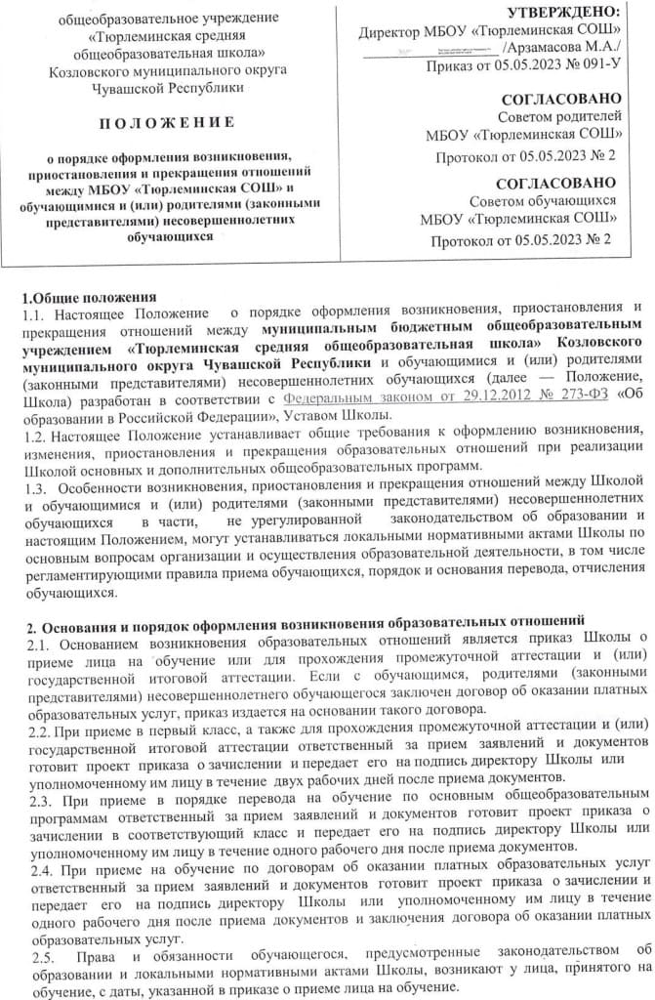 общеобразовательное учреждение
«Тюрлеминская средняя
общеобразовательная школа»
Козловского муниципального округа
Чувашской Республики
ПОЛОЖЕНИЕ
о порядке оформления возникновения,
приостановления и прекращения отношений
между МБОУ «Тюрлеминская СОШ» и
обучающимися и (или) родителями (законными
представителями) несовершеннолетних
обучающихся
УТВЕРЖДЕНО:
Директор МБОУ «Тюрлеминская СОШ»
/Арзамасова М.А./
Приказ от 05.05.2023 № 091-У
СОГЛАСОВАНО
Советом родителей
МБОУ «Тюрлеминская СОШ»
Протокол от 05.05.2023 № 2
СОГЛАСОВАНО
Советом обучающихся
МБОУ «Тюрлеминская СОШ»
Протокол от 05.05.2023 № 2
1.Общие положения
1.1. Настоящее Положение о порядке оформления возникновения, приостановления и
прекращения отношений между муниципальным бюджетным общеобразовательным
учреждением «Тюрлеминская средняя общеобразовательная школа» Козловского
муниципального округа Чувашской Республики и обучающимися и (или) родителями
(законными представителями) несовершеннолетних обучающихся (далее — Положение,
Школа) разработан в соответствии с Федеральным законом от 29.12.2012 № 273-ФЗ «Об
образовании в Российской Федерации», Уставом Школы.
1.2. Настоящее Положение устанавливает общие требования к оформлению возникновения,
изменения, приостановления и прекращения образовательных отношений при реализации
Школой основных и дополнительных общеобразовательных программ.
1.3. Особенности возникновения, приостановления и прекращения отношений между Школой
и обучающимися и (или) родителями (законными представителями) несовершеннолетних
обучающихся в части, не урегулированной законодательством об образовании и
настоящим Положением, могут устанавливаться локальными нормативными актами Школы по
основным вопросам организации и осуществления образовательной деятельности, в том числе
регламентирующими правила приема обучающихся, порядок и основания перевода, отчисления
обучающихся.
2. Основания и порядок оформления возникновения образовательных отношений
2.1. Основанием возникновения образовательных отношений является приказ Школы о
приеме лица на обучение или для прохождения промежуточной аттестации и (или)
государственной итоговой аттестации. Если с обучающимся, родителями (законными
представителями) несовершеннолетнего обучающегося заключен договор об оказании платных
образовательных услуг, приказ издается на основании такого договора.
2.2. При приеме в первый класс, а также для прохождения промежуточной аттестации и (или)
государственной итоговой аттестации ответственный за прием заявлений и документов
готовит проект приказа о зачислении и передает его на подпись директору Школы или
уполномоченному им лицу в течение двух рабочих дней после приема документов.
2.3. При приеме в порядке перевода на обучение по основным общеобразовательным
программам ответственный за прием заявлений и документов готовит проект приказа о
зачислении в соответствующий класс и передает его на подпись директору Школы или
уполномоченному им лицу в течение одного рабочего дня после приема документов.
2.4. При приеме на обучение по договорам об оказании платных образовательных услуг
ответственный за прием заявлений и документов готовит проект приказа о зачислении и
передает его на подпись директору Школы или уполномоченному им лицу в течение
одного рабочего дня после приема документов и заключения договора об оказании платных
образовательных услуг.
2.5. Права и обязанности обучающегося, предусмотренные законодательством об
образовании и локальными нормативными актами Школы, возникают у лица, принятого на
обучение, с даты, указанной в приказе о приеме лица на обучение.